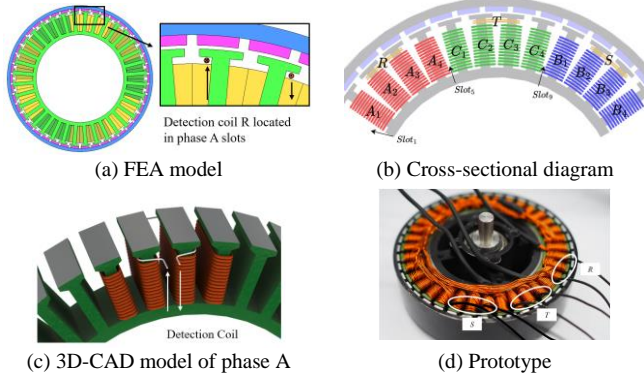 Detection coil R located
in phase A slots
(a) FEA model
R
T
S
A₁
A₂
A₃
A₄
C₁
C₂
C₃
C₄
B₁
B₂
B₃
B₄
Slot₁
Slot₅
Slot₉
(b) Cross-sectional diagram
Detection Coil
(c) 3D-CAD model of phase A
R
T
S
(d) Prototype